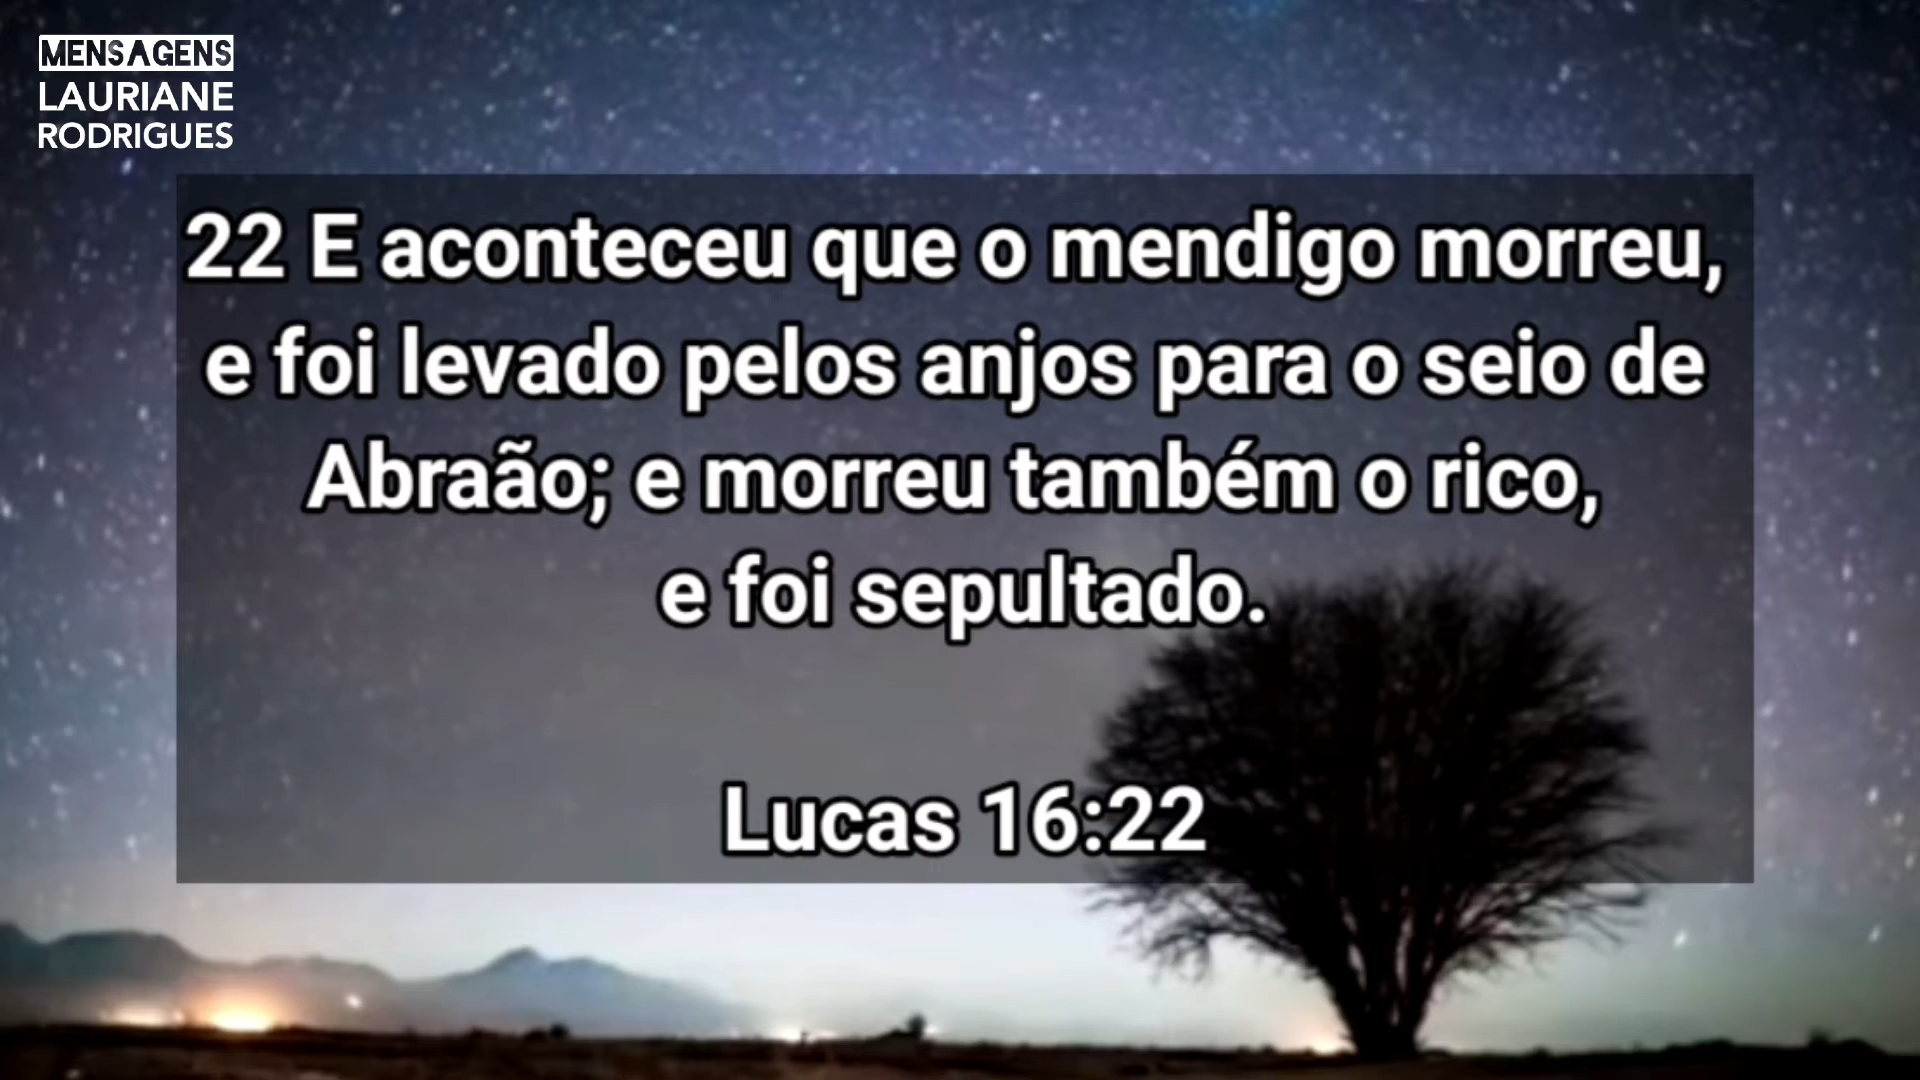 MENSAGENS
LAURIANE
RODRIGUES
22 E aconteceu que o mendigo morreu,
e foi levado pelos anjos para o seio de
Abraão; e morreu também o rico,
e foi sepultado.
Lucas 16:22